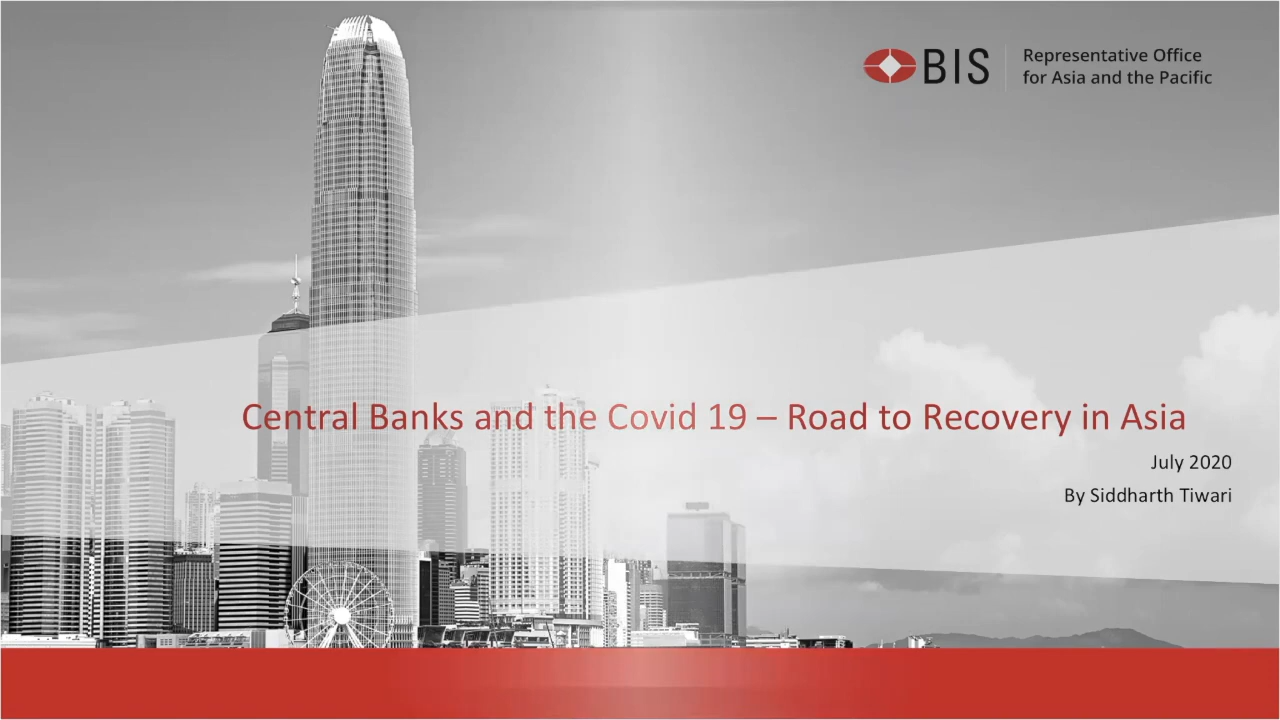 BIS
Representative Office
for Asia and the Pacific
Central Banks and the Covid 19 – Road to Recovery in Asia
July 2020
By Siddharth Tiwari